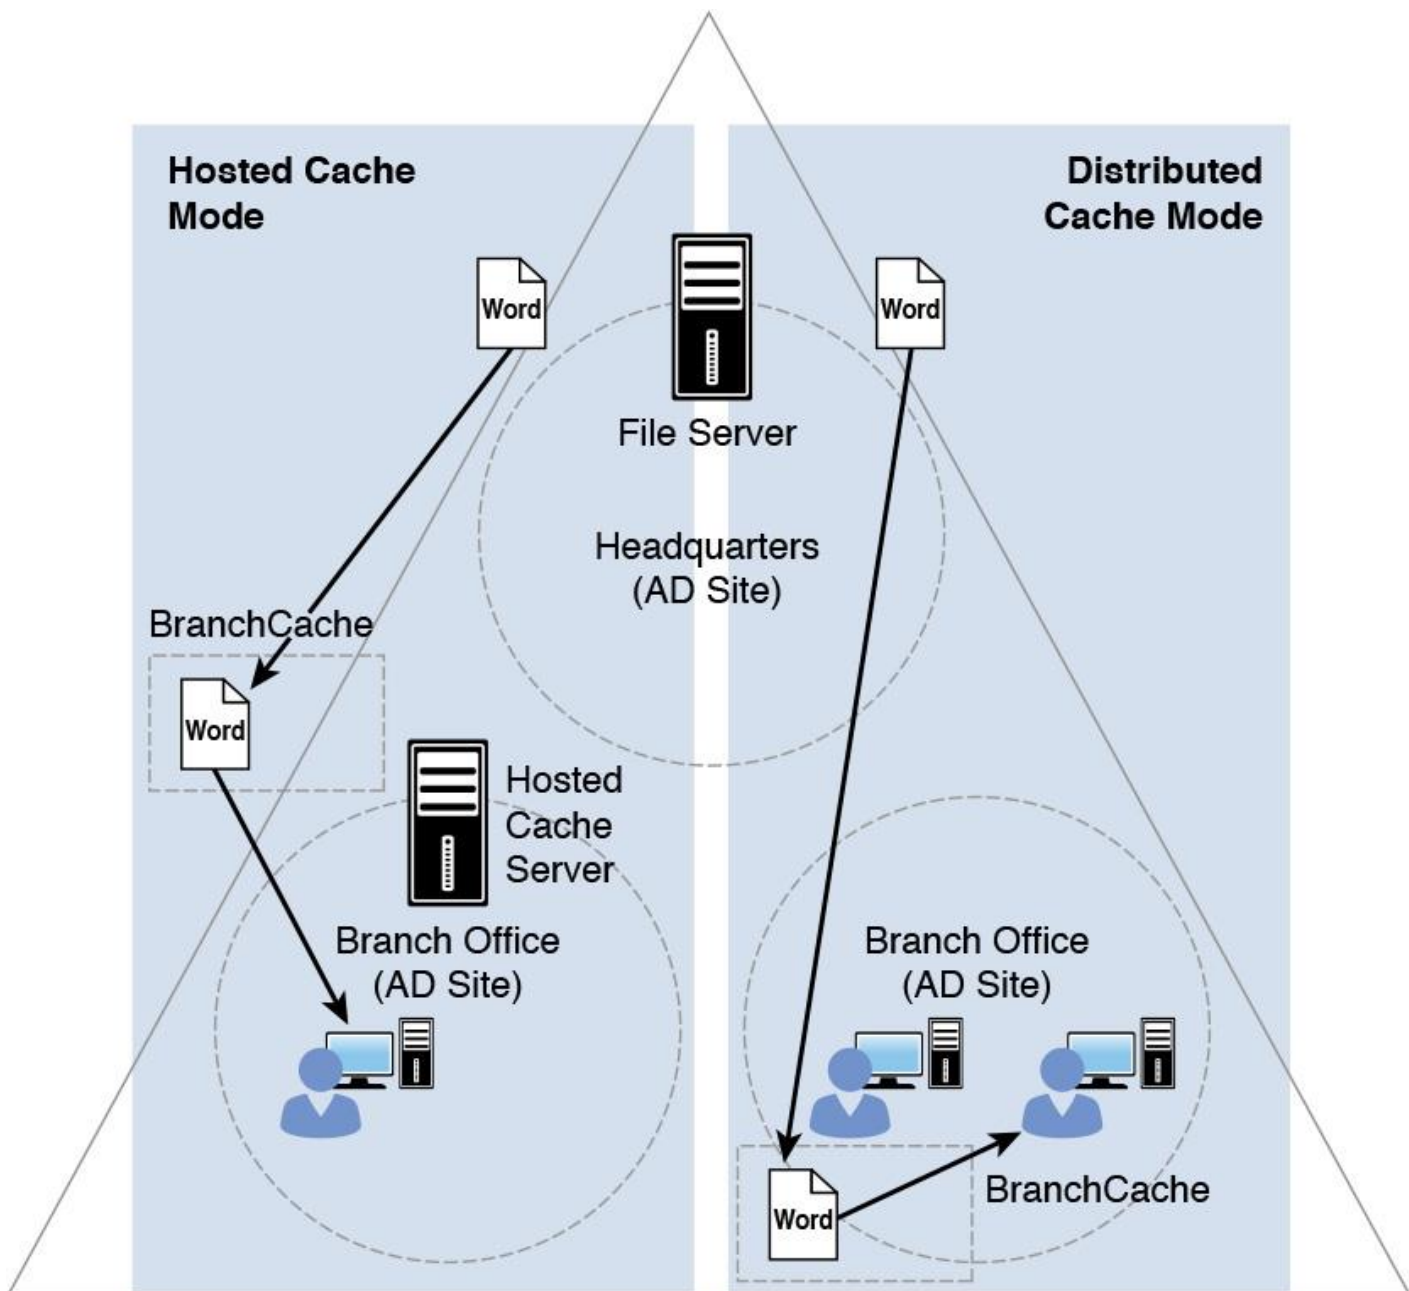 Hosted Cache
Mode
Distributed
Cache Mode
Word
Word
File Server
Headquarters
(AD Site)
BranchCache
Word
Hosted
Cache
Server
Branch Office
(AD Site)
Branch Office
(AD Site)
BranchCache
Word